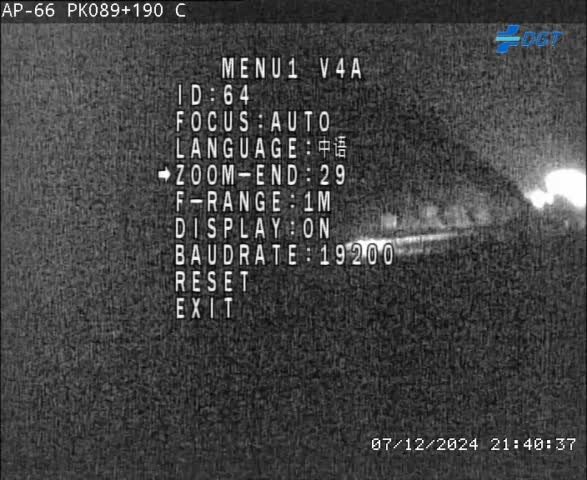 AP-66 PK089+190 C
DGT
MENU1 V4A
ID:64
FOCUS:AUTO
LANGUAGE:中语
ZOOM-END:29
F-RANGE:1M
DISPLAY:ON
BAUDRATE:19200
RESET
EXIT
07/12/2024 21:40:37